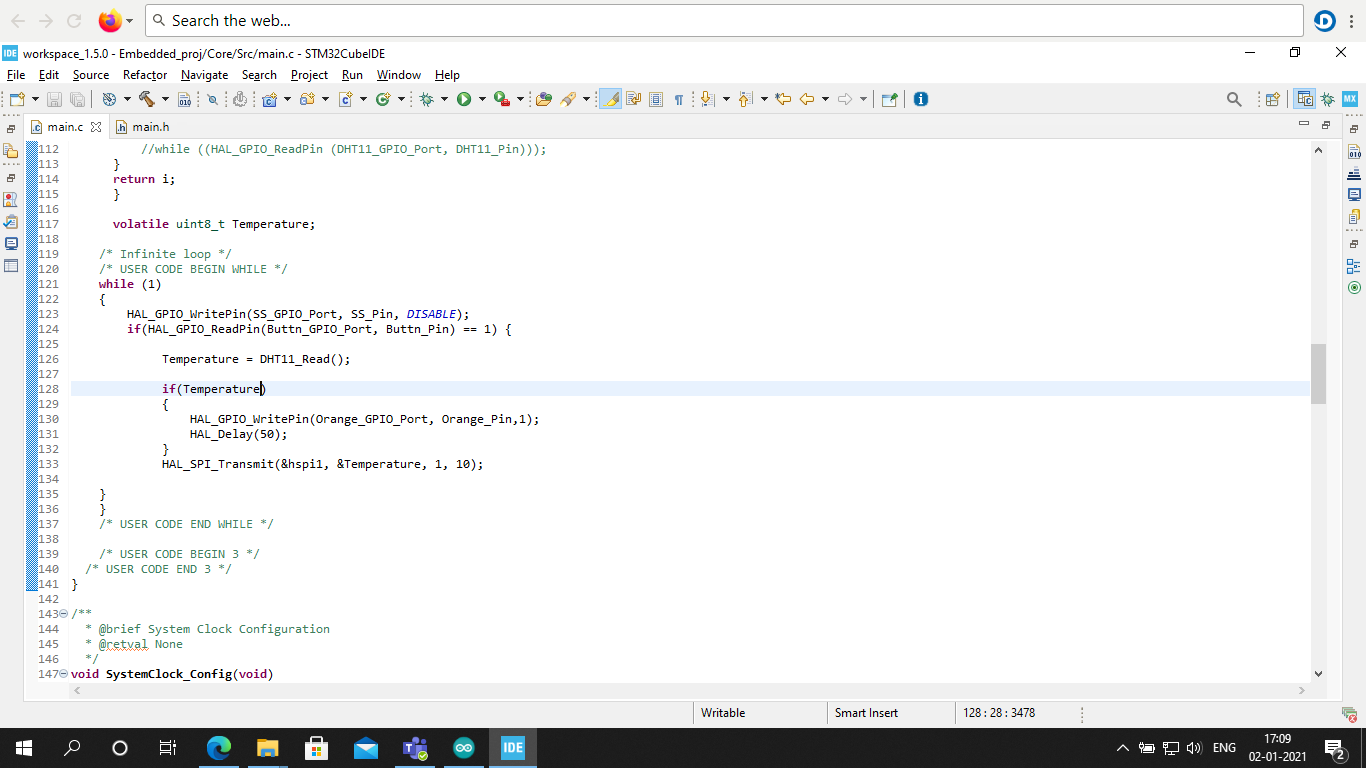 Search the web...
IDE workspace_1.5.0 - Embedded_proj/Core/Src/main.c - STM32CubeIDE
File Edit Source Refactor Navigate Search Project Run Window Help
010 MX
main.c main.h
112 //while ((HAL_GPIO_ReadPin (DHT11_GPIO_Port, DHT11_Pin)));
113 }
114 return i;
115 }
116
117 volatile uint8_t Temperature;
118
119 /* Infinite loop */
120 /* USER CODE BEGIN WHILE */
121 while (1)
122 {
123 HAL_GPIO_WritePin(SS_GPIO_Port, SS_Pin, DISABLE);
124 if(HAL_GPIO_ReadPin(Buttn_GPIO_Port, Buttn_Pin) == 1) {
125
126 Temperature = DHT11_Read();
127
128 if(Temperature)
129 {
130 HAL_GPIO_WritePin(Orange_GPIO_Port, Orange_Pin,1);
131 HAL_Delay(50);
132 }
133 HAL_SPI_Transmit(&hspi1, &Temperature, 1, 10);
134
135 }
136 }
137 /* USER CODE END WHILE */
138
139 /* USER CODE BEGIN 3 */
140 /* USER CODE END 3 */
141 }
142
143 /**
144 * @brief System Clock Configuration
145 * @retval None
146 */
147 void SystemClock_Config(void)
Writable Smart Insert 128 : 28 : 3478
IDE ENG 17:09
02-01-2021 2